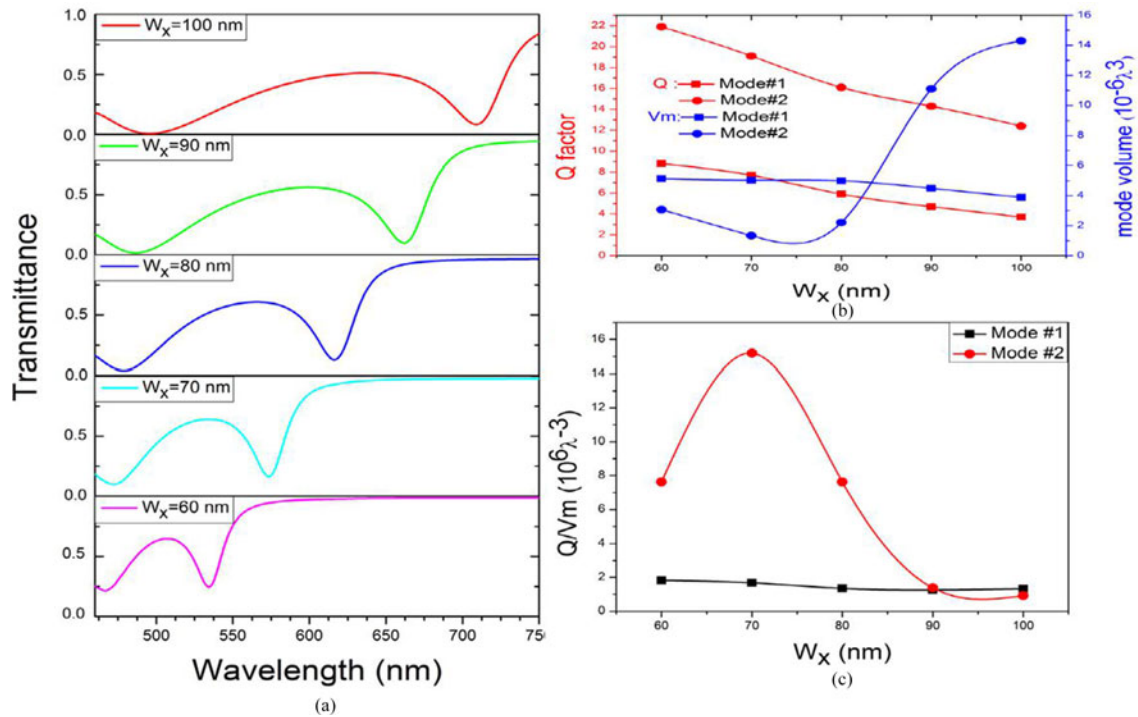 Transmittance
1.0
0.5
0.0
Wx=100 nm
0.5
0.0
Wx=90 nm
0.5
0.0
Wx=80 nm
0.5
0.0
Wx=70 nm
0.5
0.0
Wx=60 nm
500 550 600 650 700 750
Wavelength (nm)
(a)
Q factor
22
20
18
16
14
12
10
8
6
4
2
0
Q : Mode#1
Mode#2
Vm: Mode#1
Mode#2
16
14
12
10
8
6
4
2
0
mode volume (10-6λ3)
60 70 80 90 100
Wx (nm)
(b)
Q/Vm (10^6λ-3)
16
14
12
10
8
6
4
2
0
Mode #1
Mode #2
60 70 80 90 100
Wx (nm)
(c)